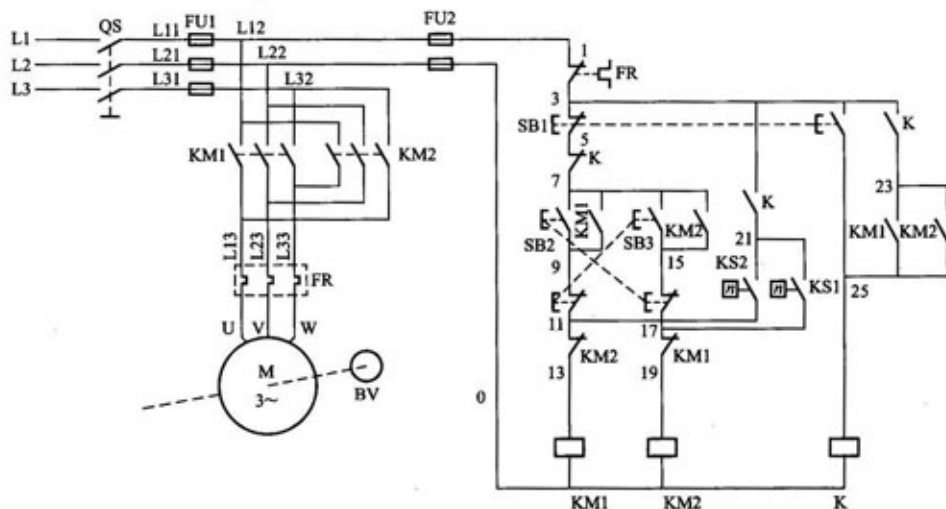 L1 QS L11 FU1 L12 FU2
L2 L21 L22
L3 L31 L32
1
FR
3
SB1
5
K K
7
23
KM1 KM2
K
KM1 KM2 KM1 KM2
SB2 SB3
21
L13 L23 L33
9 15
KS2 KS1
n n
25
FR
11 17
U V W
KM2 KM1
13 19
M
3~
BV
0
KM1 KM2 K